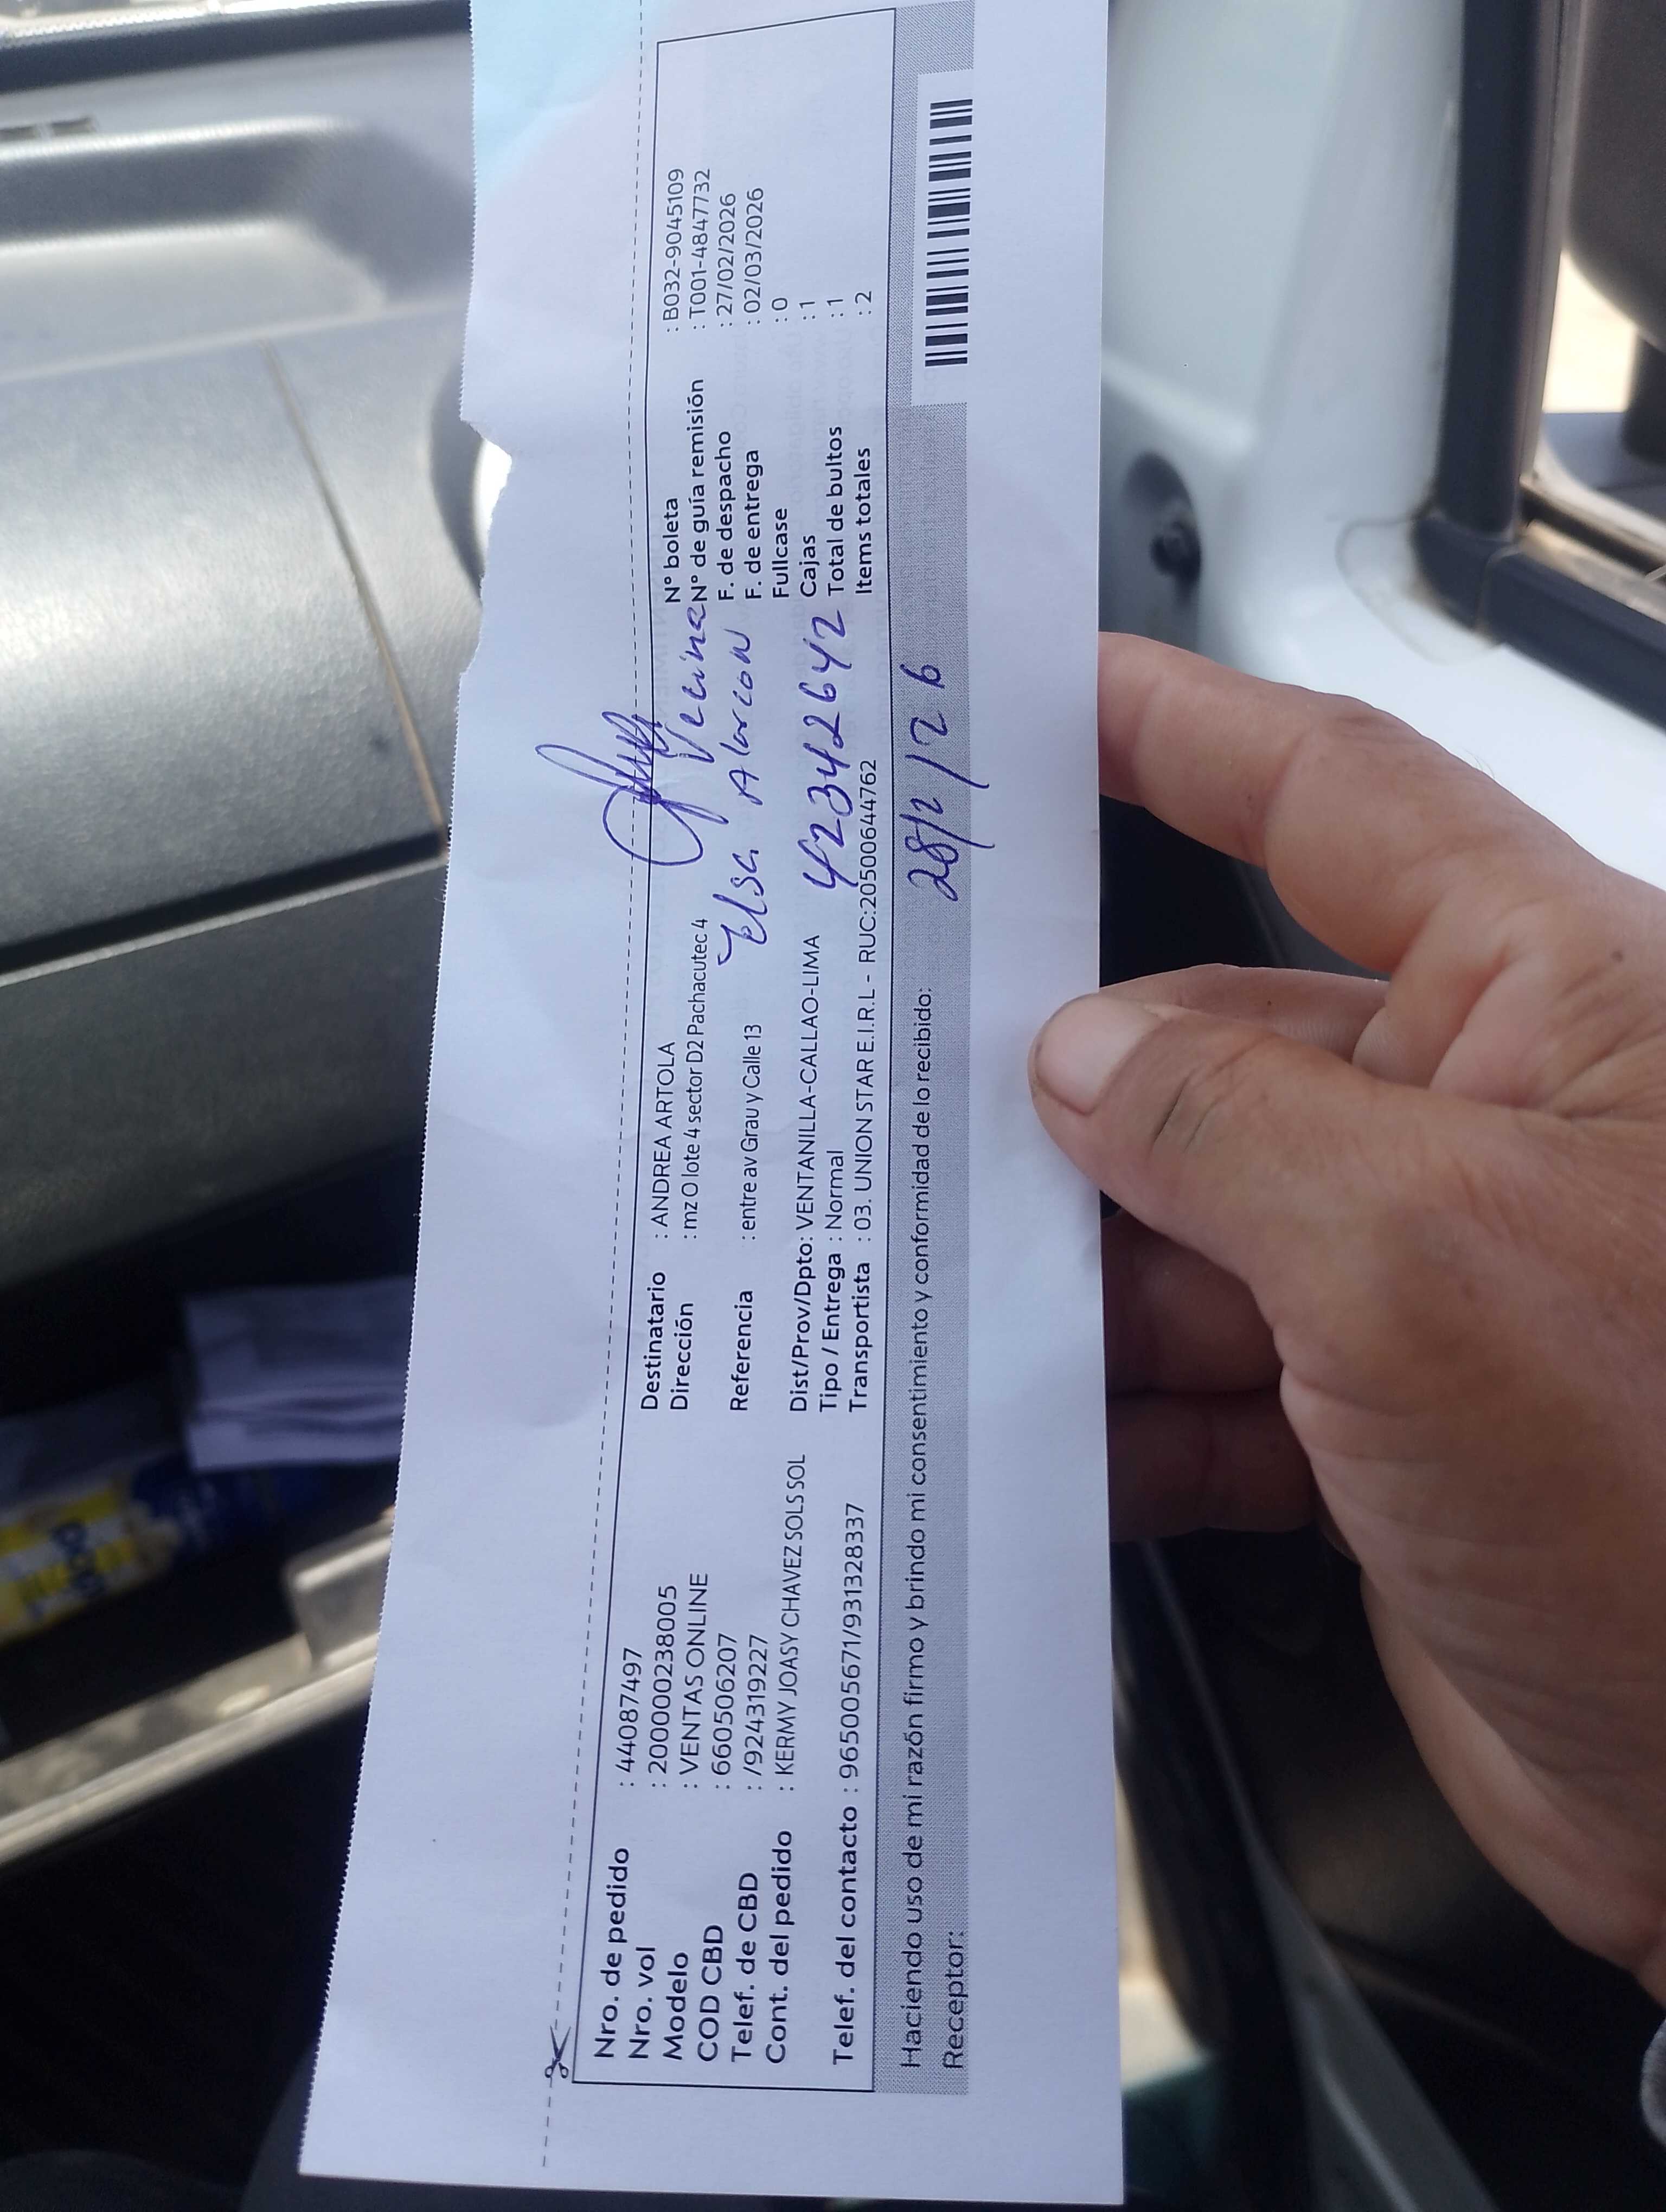 Nro. de pedido : 44087497
Nro. vol : 2000000238005
Modelo : VENTAS ONLINE
COD CBD : 660506207
Telef. de CBD : /924319227
Cont. del pedido : KERMY JOASY CHAVEZ SOLS SOL
Telef. del contacto : 965005671/931328337
Destinatario : ANDREA ARTOLA
Dirección : mz O lote 4 sector D2 Pachacutec 4
Referencia : entre av Grau y Calle 13
Dist/Prov/Dpto: VENTANILLA-CALLAO-LIMA
Tipo / Entrega : Normal
Transportista : 03. UNION STAR E.I.R.L - RUC:20500644762
Vecina
Elsa Alarcon
42342642
N° boleta : B032-9045109
N° de guía remisión : T001-4847732
F. de despacho : 27/02/2026
F. de entrega : 02/03/2026
Fullcase : 0
Cajas : 1
Total de bultos : 1
Items totales : 2
Haciendo uso de mi razón firmo y brindo mi consentimiento y conformidad de lo recibido:
28/2/26
Receptor: